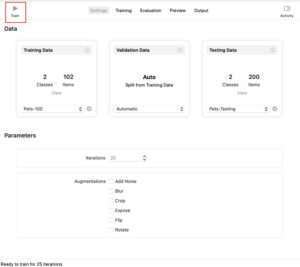 Train
Settings Training Evaluation Preview Output
Activity
Data
Training Data
2 102
Classes Items
View
Pets-100
Validation Data
Auto
Split from Training Data
Automatic
Testing Data
2 200
Classes Items
View
Pets-Testing
Parameters
Iterations 25
Augmentations Add Noise
Blur
Crop
Expose
Flip
Rotate
Ready to train for 25 iterations